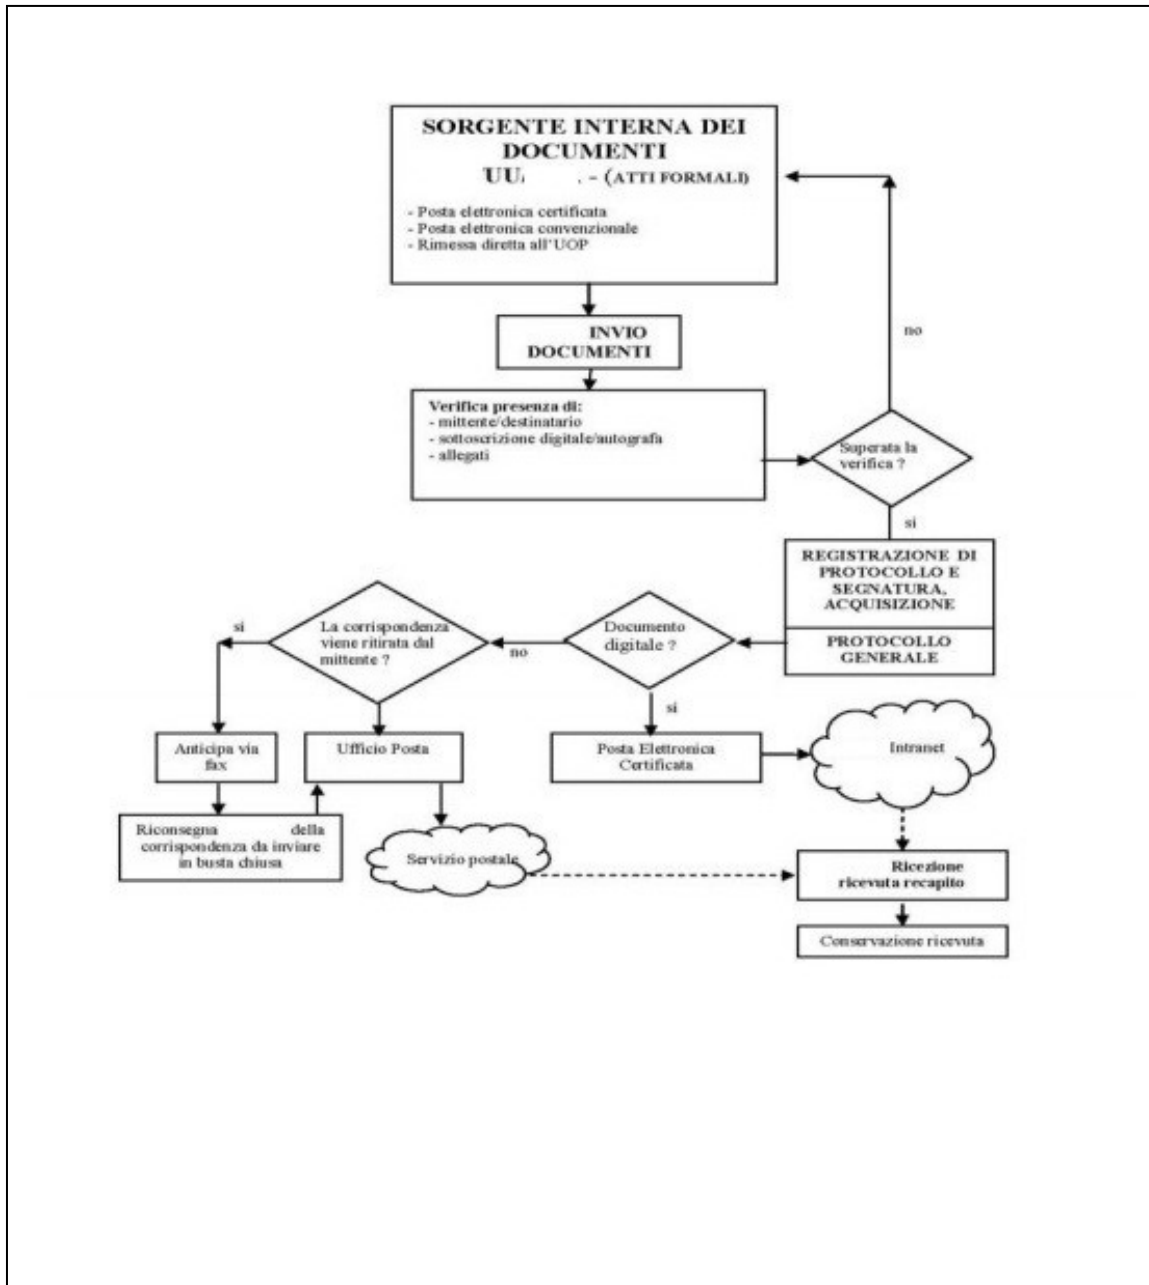 SORGENTE INTERNA DEI
DOCUMENTI
– (ATTI FORMALI)
- Posta elettronica certificata
- Posta elettronica convenzionale
- Rimessa diretta all'UOP
INVIO
DOCUMENTI
no
Verifica presenza di:
- mittente/destinatario
- sottoscrizione digitale/autografa
- allegati
Superata la
verifica ?
si
REGISTRAZIONE DI
PROTOCOLLO E
SEGNATURA,
ACQUISIZIONE
PROTOCOLLO
GENERALE
Documento
digitale ?
no
si
La corrispondenza
viene ritirata dal
mittente ?
si
Anticipa via
fax
Ufficio Posta
Posta Elettronica
Certificata
Intranet
Riconsegna della
corrispondenza da inviare
in busta chiusa
Servizio postale
Ricezione
ricevuta recapito
Conservazione ricevuta